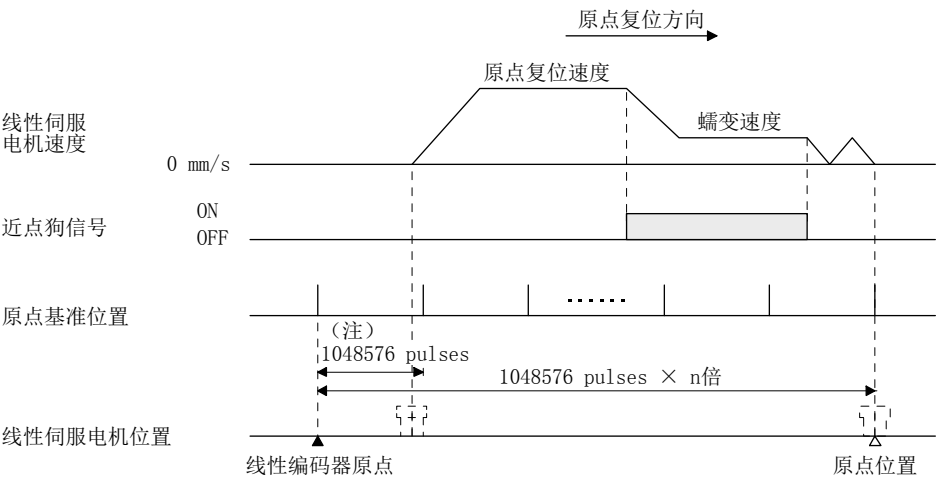 原点复位方向
原点复位速度
线性伺服
电机速度
蠕变速度
0 mm/s
近点狗信号
ON
OFF
原点基准位置
（注）
1048576 pulses
1048576 pulses × n倍
线性伺服电机位置
线性编码器原点
原点位置